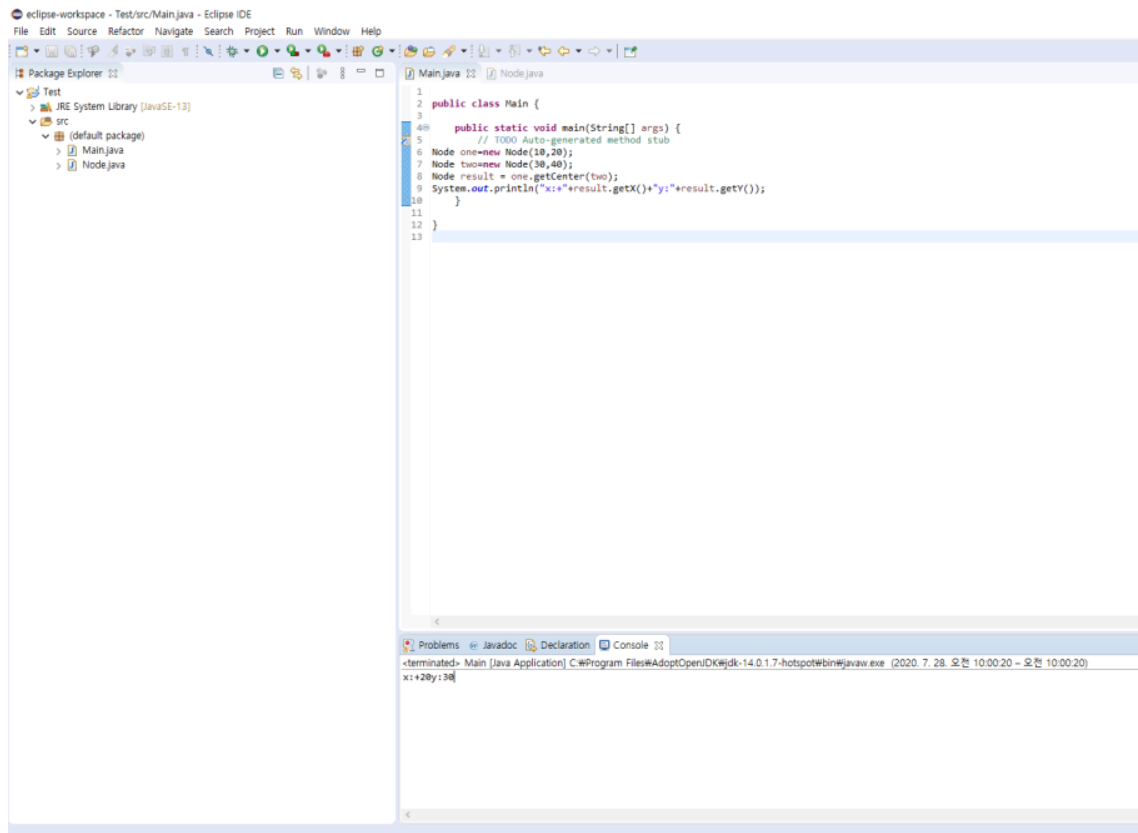 eclipse-workspace - Test/src/Main.java - Eclipse IDE
File Edit Source Refactor Navigate Search Project Run Window Help
Package Explorer
Test
JRE System Library [JavaSE-13]
src
(default package)
Main.java
Node.java
Main.java Node.java
1
2 public class Main {
3
4 public static void main(String[] args) {
5 // TODO Auto-generated method stub
6 Node one=new Node(10,20);
7 Node two=new Node(30,40);
8 Node result = one.getCenter(two);
9 System.out.println("x:+"+result.getX()+"y:"+result.getY());
10 }
11
12 }
13
Problems Javadoc Declaration Console
<terminated> Main [Java Application] C:₩Program Files₩AdoptOpenJDK₩jdk-14.0.1.7-hotspot₩bin₩javaw.exe (2020. 7. 28. 오전 10:00:20 – 오전 10:00:20)
x:+20y:30